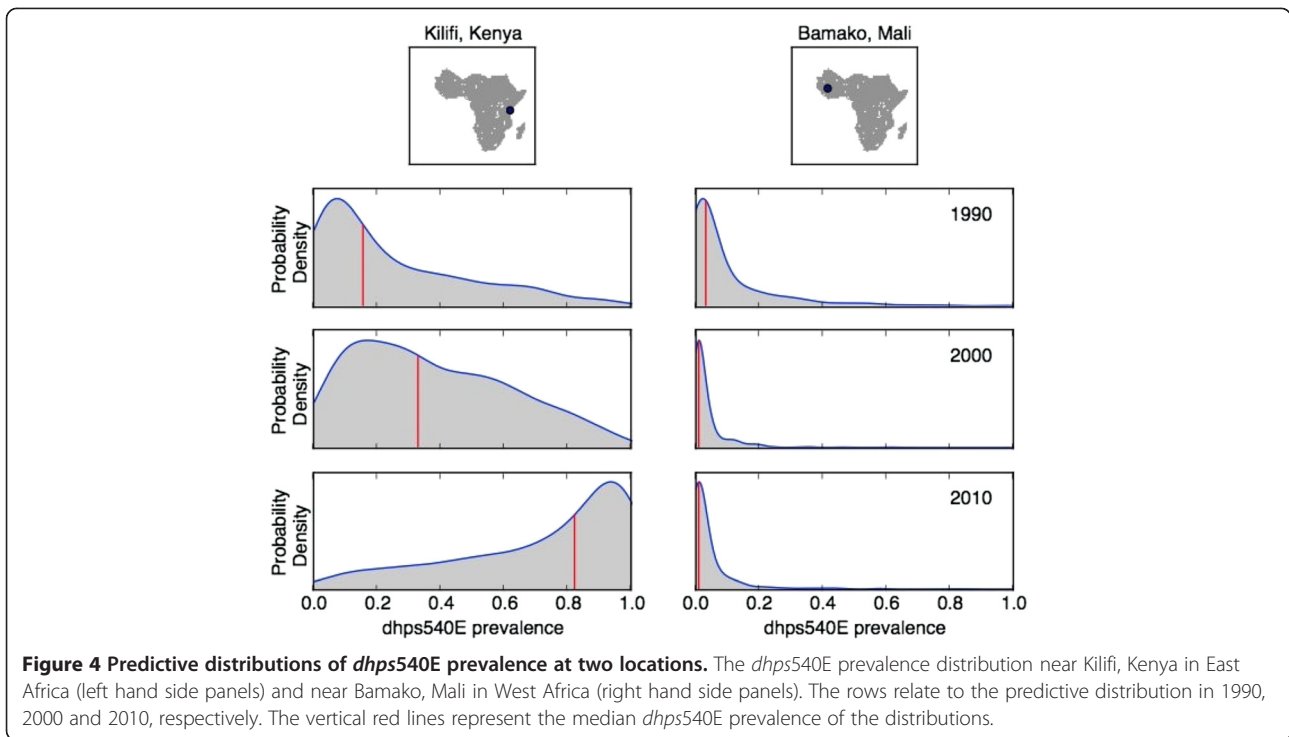 Kilifi, Kenya
Bamako, Mali
Probability
Density
1990
Probability
Density
2000
Probability
Density
2010
0.0 0.2 0.4 0.6 0.8 1.0
dhps540E prevalence
0.0 0.2 0.4 0.6 0.8 1.0
dhps540E prevalence
Figure 4 Predictive distributions of dhps540E prevalence at two locations. The dhps540E prevalence distribution near Kilifi, Kenya in East
Africa (left hand side panels) and near Bamako, Mali in West Africa (right hand side panels). The rows relate to the predictive distribution in 1990,
2000 and 2010, respectively. The vertical red lines represent the median dhps540E prevalence of the distributions.